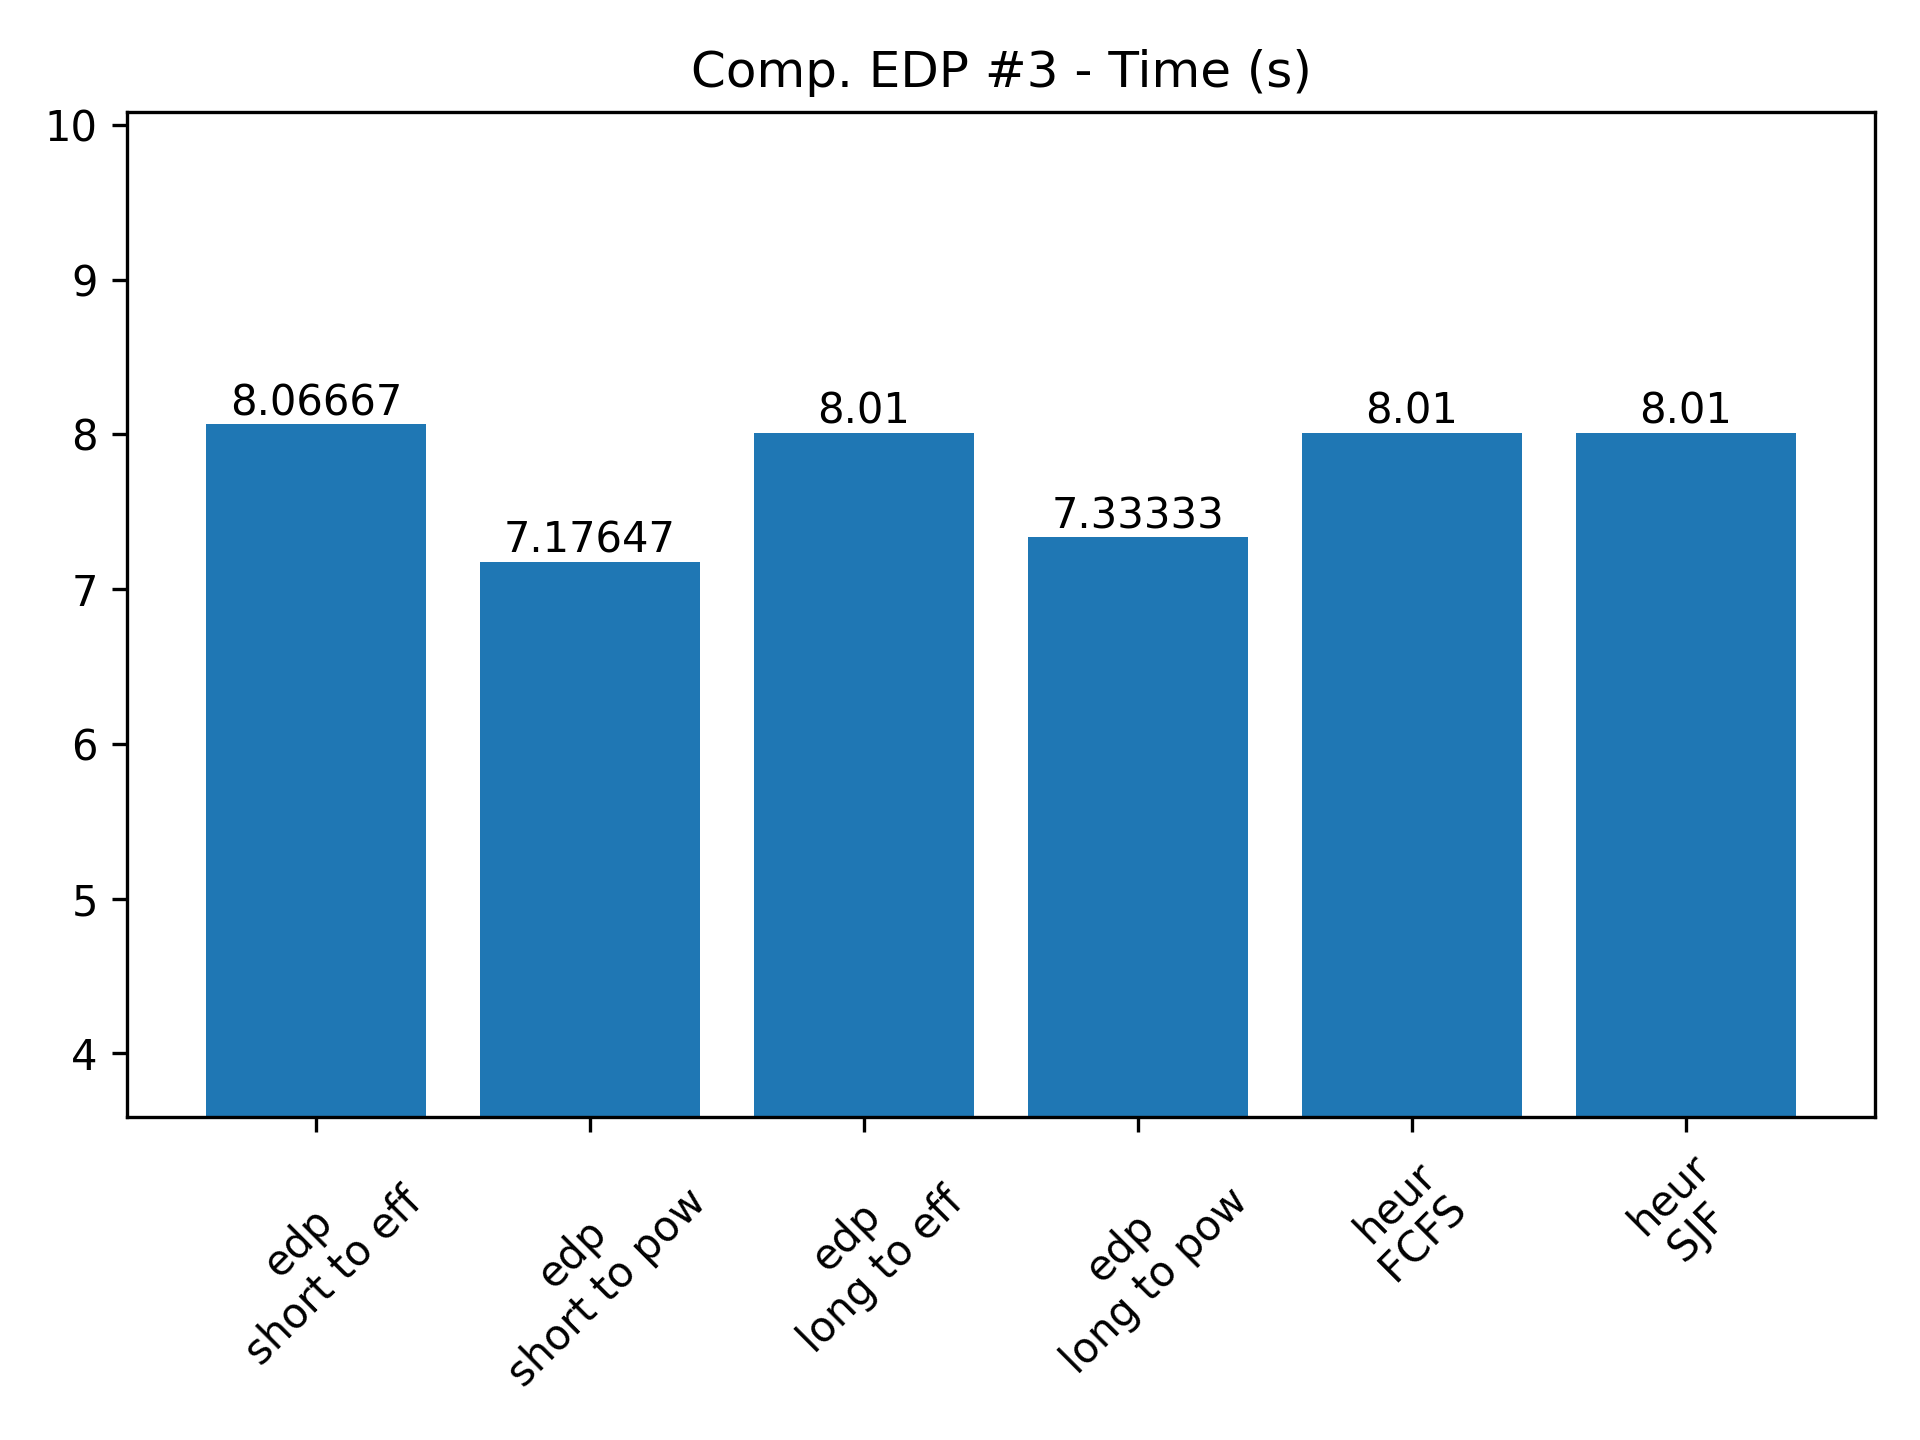 Comp. EDP #3 - Time (s)
10
9
8
7
6
5
4
8.06667
7.17647
8.01
7.33333
8.01
8.01
edp
short to eff
edp
short to pow
edp
long to eff
edp
long to pow
heur
FCFS
heur
SJF